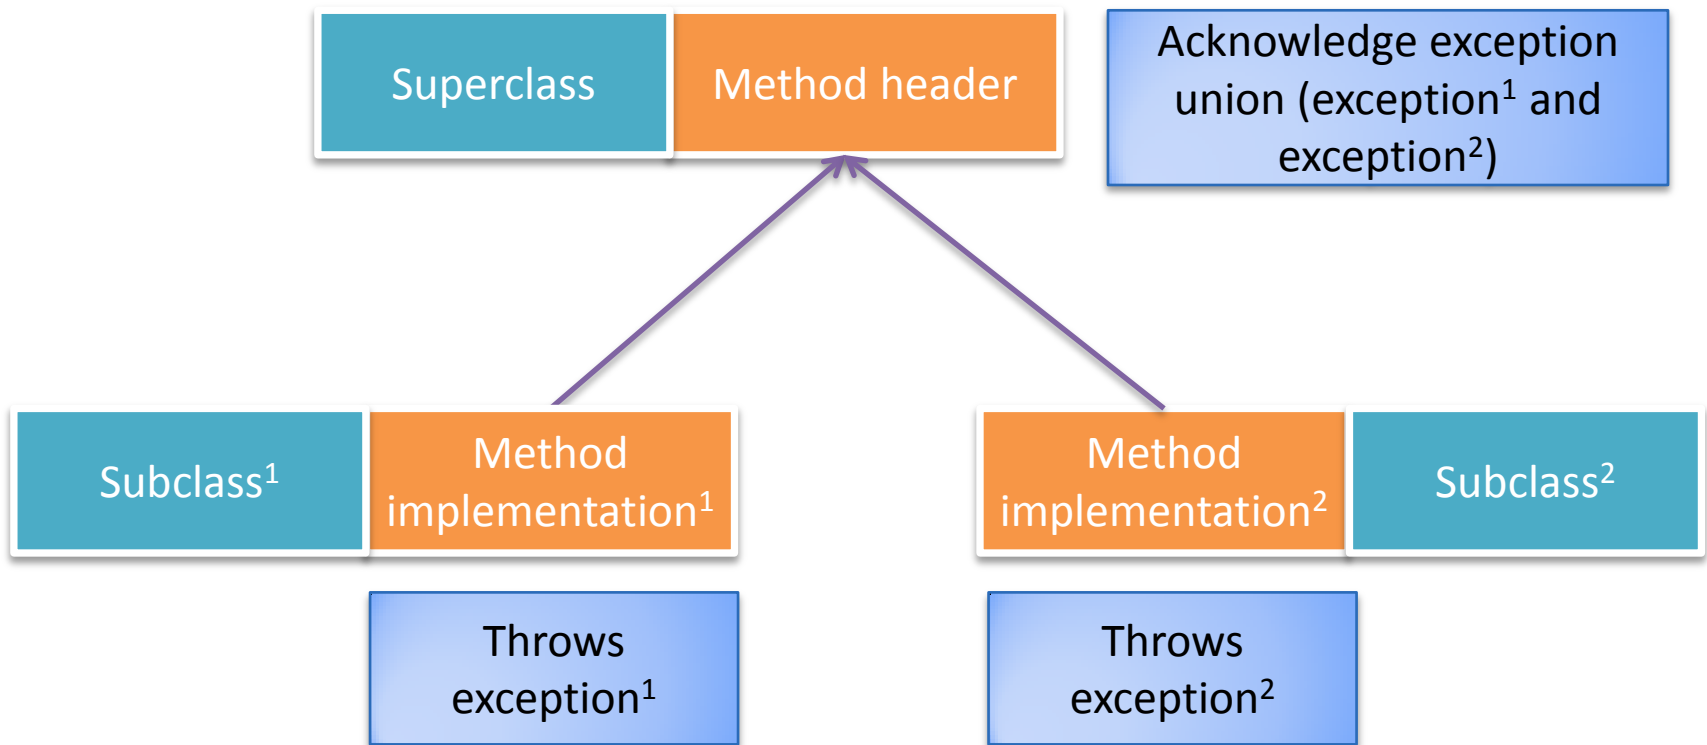 Superclass
Method header
Acknowledge exception
union (exception¹ and
exception²)
Subclass¹
Method
implementation¹
Method
implementation²
Subclass²
Throws
exception¹
Throws
exception²